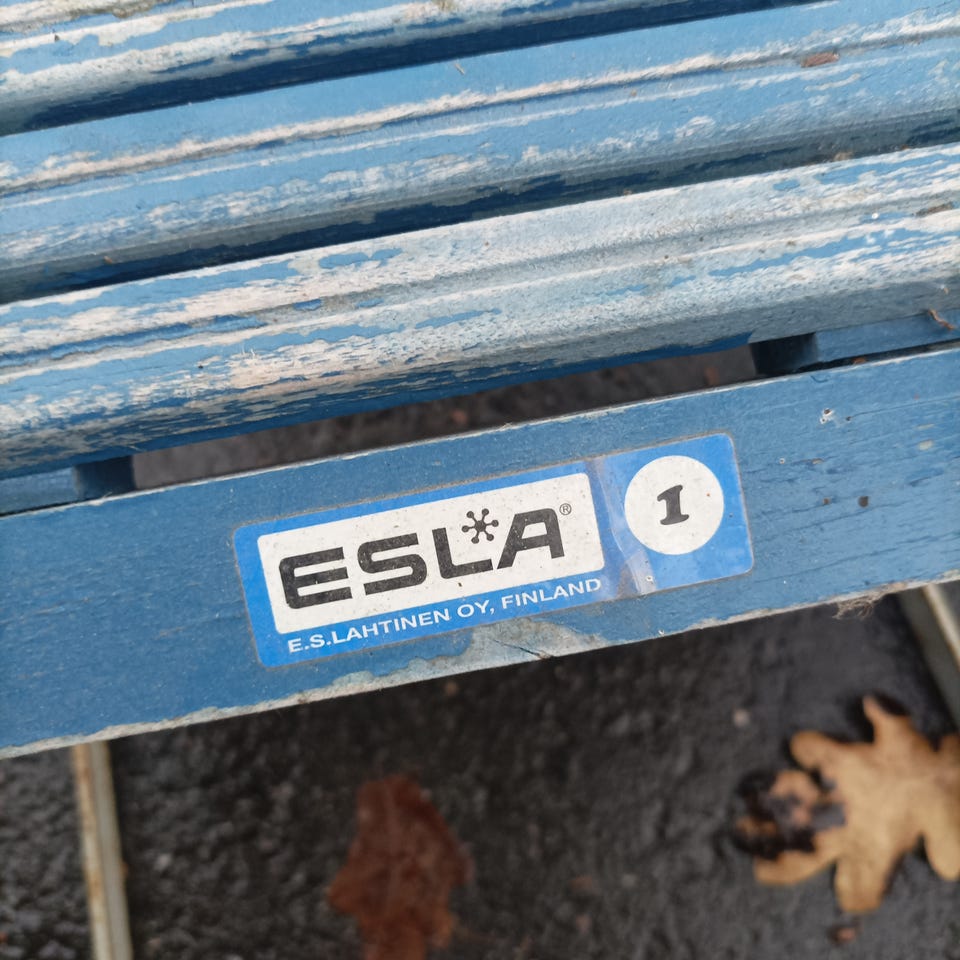 ESLA® 1
E.S.LAHTINEN OY, FINLAND